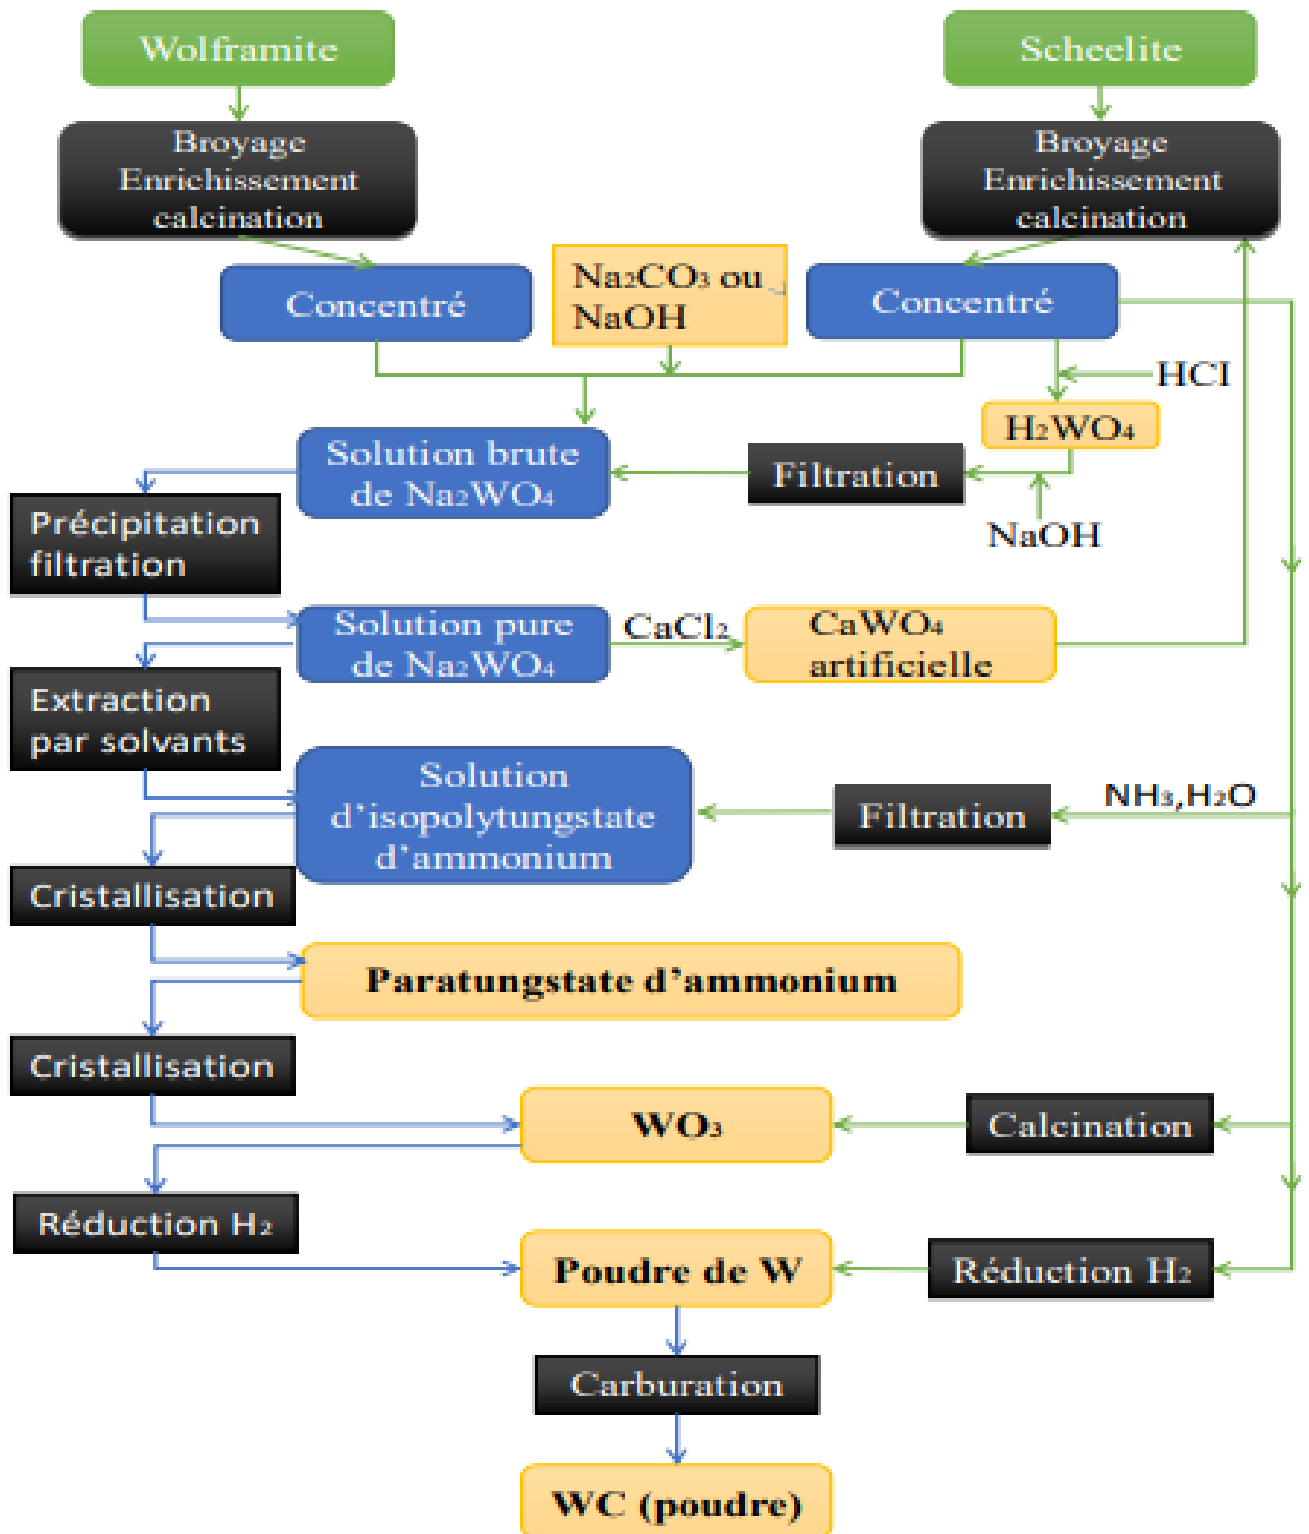 Wolframite
Scheelite
Broyage
Enrichissement
calcination
Broyage
Enrichissement
calcination
Concentré
Na₂CO₃ ou
NaOH
Concentré
HCl
H₂WO₄
Solution brute
de Na₂WO₄
Filtration
NaOH
Précipitation
filtration
Solution pure
de Na₂WO₄
CaCl₂
CaWO₄
artificielle
Extraction
par solvants
Solution
d’isopolytungstate
d’ammonium
Filtration
NH₃,H₂O
Cristallisation
Paratungstate d’ammonium
Cristallisation
WO₃
Calcination
Réduction H₂
Poudre de W
Réduction H₂
Carburation
WC (poudre)